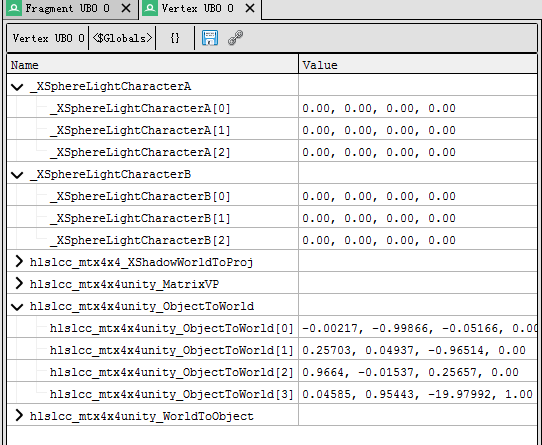 Fragment UBO 0 X Vertex UBO 0 X
Vertex UBO 0 <$Globals> {}
Name Value
_XSphereLightCharacterA
_XSphereLightCharacterA[0] 0.00, 0.00, 0.00, 0.00
_XSphereLightCharacterA[1] 0.00, 0.00, 0.00, 0.00
_XSphereLightCharacterA[2] 0.00, 0.00, 0.00, 0.00
_XSphereLightCharacterB
_XSphereLightCharacterB[0] 0.00, 0.00, 0.00, 0.00
_XSphereLightCharacterB[1] 0.00, 0.00, 0.00, 0.00
_XSphereLightCharacterB[2] 0.00, 0.00, 0.00, 0.00
hlslcc_mtx4x4_XShadowWorldToProj
hlslcc_mtx4x4unity_MatrixVP
hlslcc_mtx4x4unity_ObjectToWorld
hlslcc_mtx4x4unity_ObjectToWorld[0] -0.00217, -0.99866, -0.05166, 0.00
hlslcc_mtx4x4unity_ObjectToWorld[1] 0.25703, 0.04937, -0.96514, 0.00
hlslcc_mtx4x4unity_ObjectToWorld[2] 0.9664, -0.01537, 0.25657, 0.00
hlslcc_mtx4x4unity_ObjectToWorld[3] 0.04585, 0.95443, -19.97992, 1.00
hlslcc_mtx4x4unity_WorldToObject